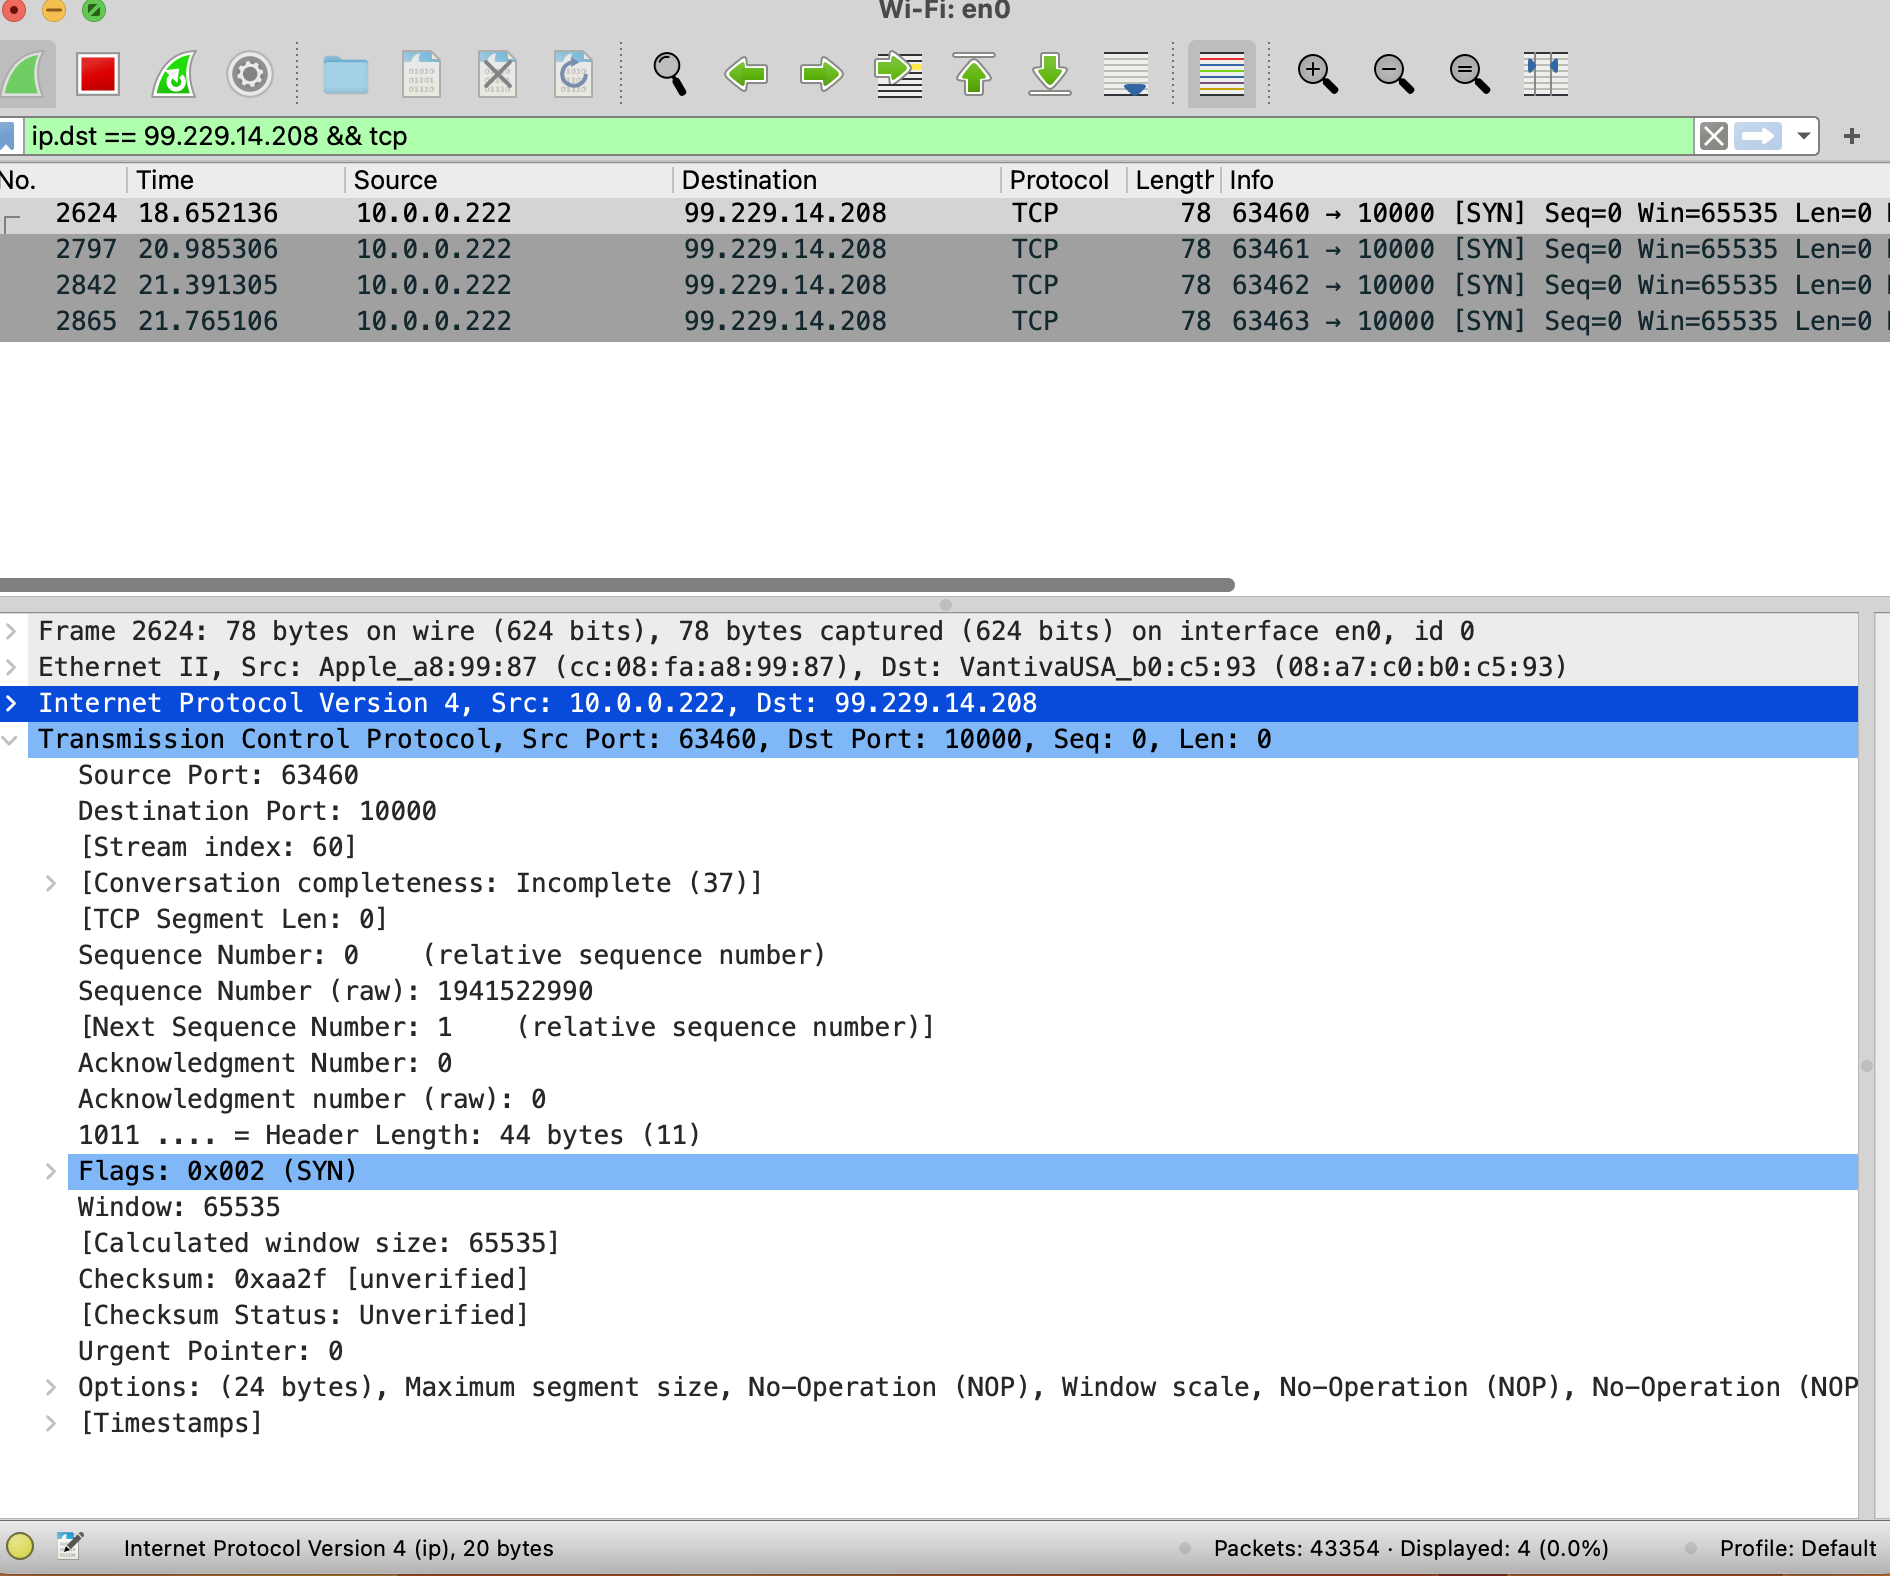 Wi-Fi: en0
ip.dst == 99.229.14.208 && tcp
No. Time Source Destination Protocol Length Info
2624 18.652136 10.0.0.222 99.229.14.208 TCP 78 63460 → 10000 [SYN] Seq=0 Win=65535 Len=0
2797 20.985306 10.0.0.222 99.229.14.208 TCP 78 63461 → 10000 [SYN] Seq=0 Win=65535 Len=0
2842 21.391305 10.0.0.222 99.229.14.208 TCP 78 63462 → 10000 [SYN] Seq=0 Win=65535 Len=0
2865 21.765106 10.0.0.222 99.229.14.208 TCP 78 63463 → 10000 [SYN] Seq=0 Win=65535 Len=0
Frame 2624: 78 bytes on wire (624 bits), 78 bytes captured (624 bits) on interface en0, id 0
Ethernet II, Src: Apple_a8:99:87 (cc:08:fa:a8:99:87), Dst: VantivaUSA_b0:c5:93 (08:a7:c0:b0:c5:93)
Internet Protocol Version 4, Src: 10.0.0.222, Dst: 99.229.14.208
Transmission Control Protocol, Src Port: 63460, Dst Port: 10000, Seq: 0, Len: 0
Source Port: 63460
Destination Port: 10000
[Stream index: 60]
[Conversation completeness: Incomplete (37)]
[TCP Segment Len: 0]
Sequence Number: 0    (relative sequence number)
Sequence Number (raw): 1941522990
[Next Sequence Number: 1    (relative sequence number)]
Acknowledgment Number: 0
Acknowledgment number (raw): 0
1011 .... = Header Length: 44 bytes (11)
Flags: 0x002 (SYN)
Window: 65535
[Calculated window size: 65535]
Checksum: 0xaa2f [unverified]
[Checksum Status: Unverified]
Urgent Pointer: 0
Options: (24 bytes), Maximum segment size, No-Operation (NOP), Window scale, No-Operation (NOP), No-Operation (NOP
[Timestamps]
Internet Protocol Version 4 (ip), 20 bytes
Packets: 43354 · Displayed: 4 (0.0%)
Profile: Default